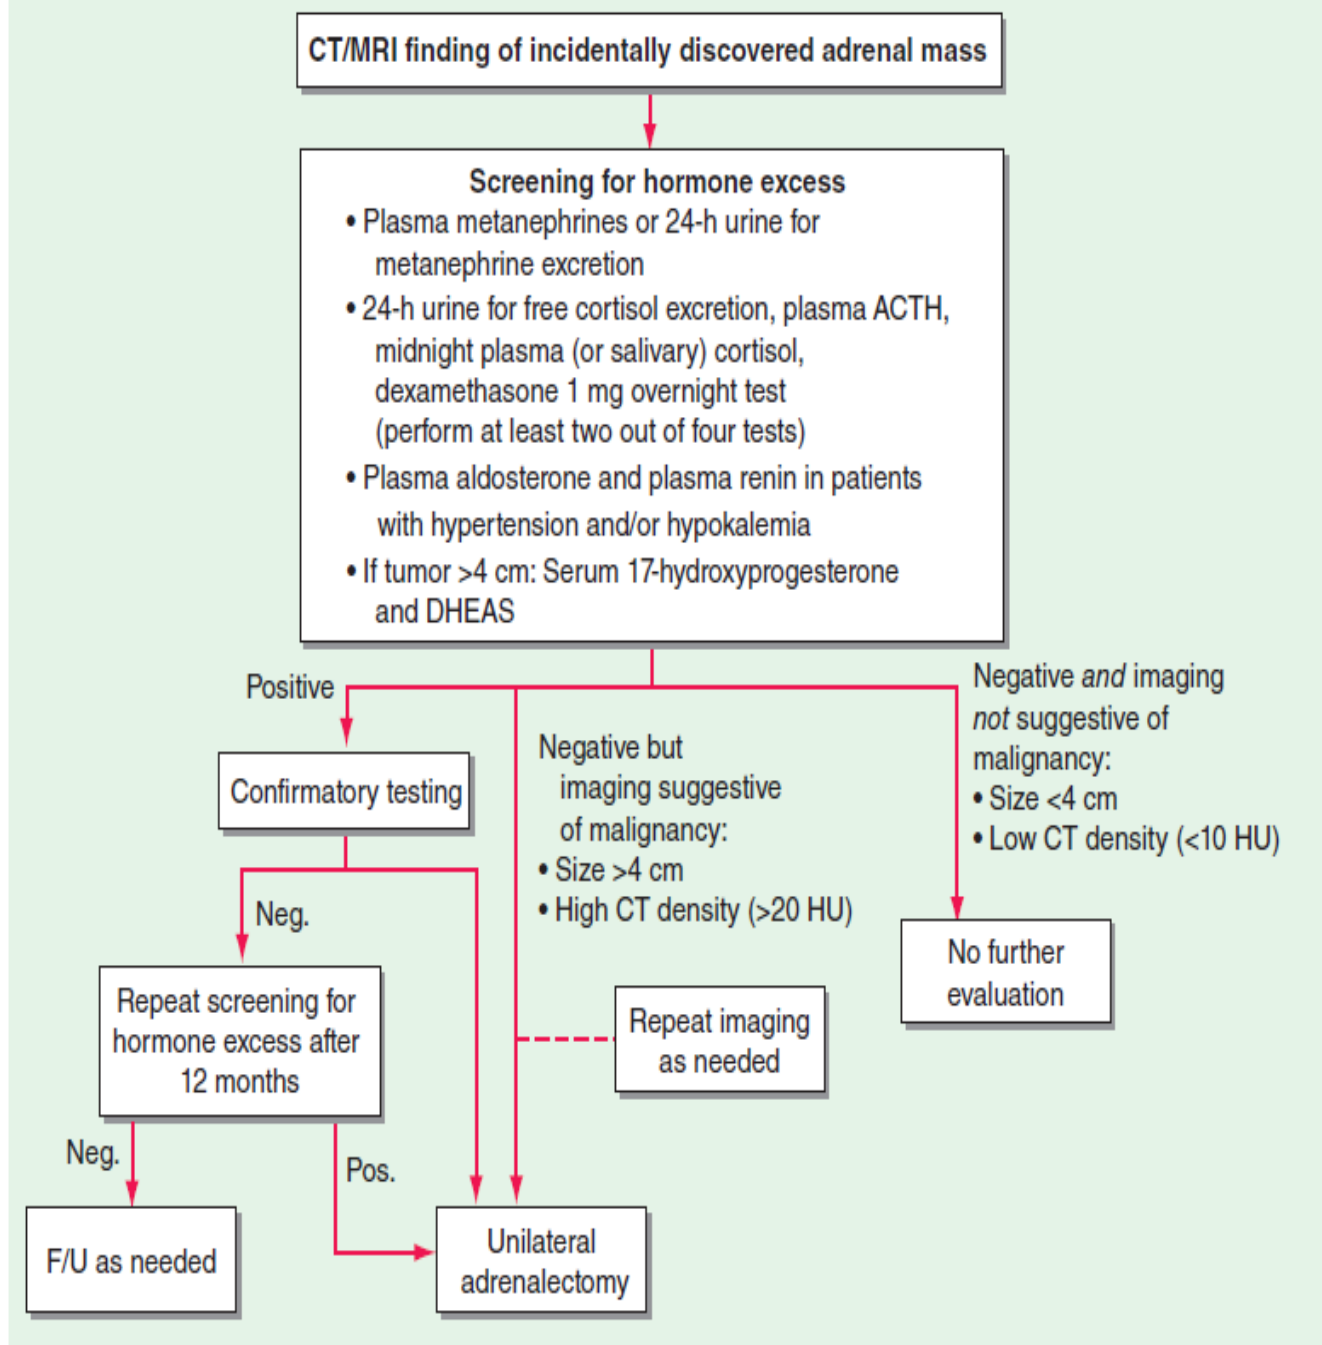 CT/MRI finding of incidentally discovered adrenal mass
Screening for hormone excess
• Plasma metanephrines or 24-h urine for
metanephrine excretion
• 24-h urine for free cortisol excretion, plasma ACTH,
midnight plasma (or salivary) cortisol,
dexamethasone 1 mg overnight test
(perform at least two out of four tests)
• Plasma aldosterone and plasma renin in patients
with hypertension and/or hypokalemia
• If tumor >4 cm: Serum 17-hydroxyprogesterone
and DHEAS
Positive
Confirmatory testing
Negative but
imaging suggestive
of malignancy:
• Size >4 cm
• High CT density (>20 HU)
Negative and imaging
not suggestive of
malignancy:
• Size <4 cm
• Low CT density (<10 HU)
Neg.
No further
evaluation
Repeat screening for
hormone excess after
12 months
Repeat imaging
as needed
Neg.
Pos.
F/U as needed
Unilateral
adrenalectomy